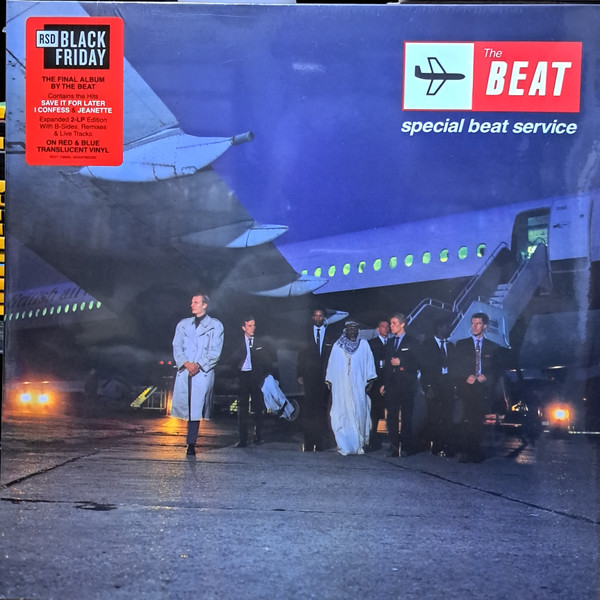 RSD BLACK
FRIDAY
THE FINAL ALBUM
BY THE BEAT
Contains the Hits
SAVE IT FOR LATER
I CONFESS & JEANETTE
Expanded 2-LP Edition
With B-Sides, Remixes
& Live Tracks
ON RED & BLUE
TRANSLUCENT VINYL
The
BEAT
special beat service